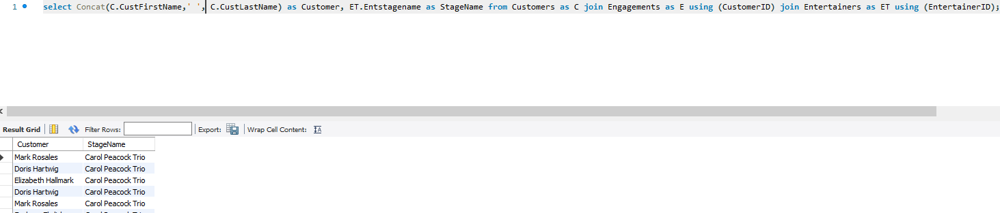 1 select Concat(C.CustFirstName,' ', C.CustLastName) as Customer, ET.Entstagename as StageName from Customers as C join Engagements as E using (CustomerID) join Entertainers as ET using (EntertainerID);
Result Grid Filter Rows: Export: Wrap Cell Content: IA
Customer StageName
Mark Rosales Carol Peacock Trio
Doris Hartwig Carol Peacock Trio
Elizabeth Hallmark Carol Peacock Trio
Doris Hartwig Carol Peacock Trio
Mark Rosales Carol Peacock Trio